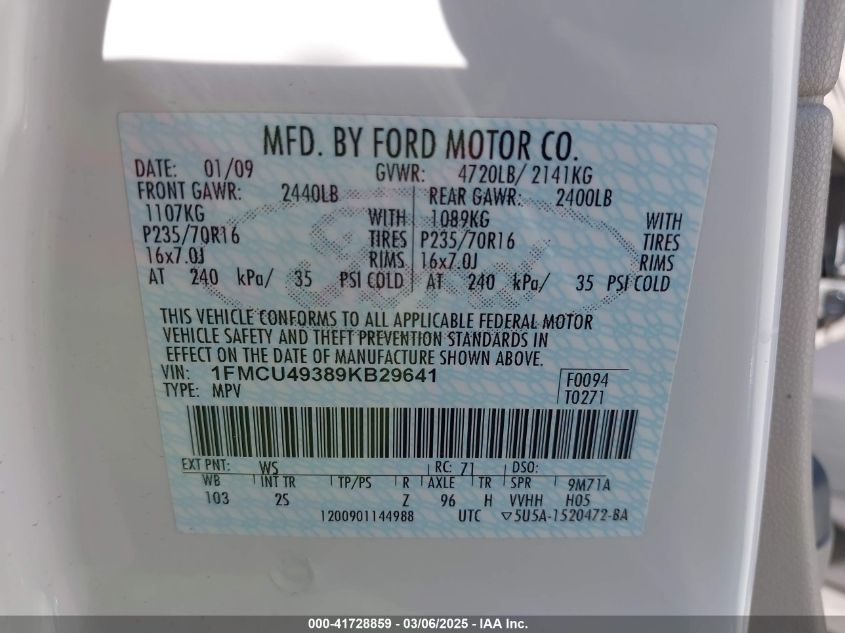 MFD. BY FORD MOTOR CO.
DATE: 01/09 GVWR: 4720LB/ 2141KG
FRONT GAWR: 2440LB REAR GAWR: 2400LB
1107KG WITH 1089KG WITH
P235/70R16 TIRES P235/70R16 TIRES
16x7.0J RIMS 16x7.0J RIMS
AT 240 kPa/ 35 PSI COLD AT 240 kPa/ 35 PSI COLD
THIS VEHICLE CONFORMS TO ALL APPLICABLE FEDERAL MOTOR
VEHICLE SAFETY AND THEFT PREVENTION STANDARDS IN
EFFECT ON THE DATE OF MANUFACTURE SHOWN ABOVE.
VIN: 1FMCU49389KB29641 F0094
TYPE: MPV T0271
EXT PNT: WS RC: 71 DSO:
WB INT TR TP/PS R AXLE TR SPR 9M71A
103 2S Z 96 H VVHH H05
1200901144988 UTC ▽5U5A-1520472-BA
000-41728859 - 03/06/2025 - IAA Inc.